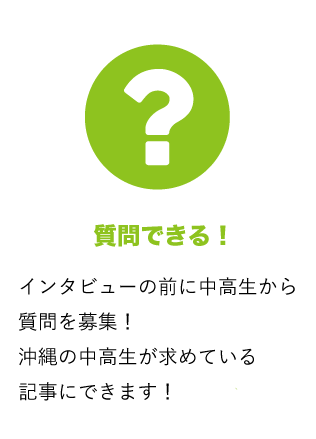 ?
質問できる！
インタビューの前に中高生から
質問を募集！
沖縄の中高生が求めている
記事にできます！